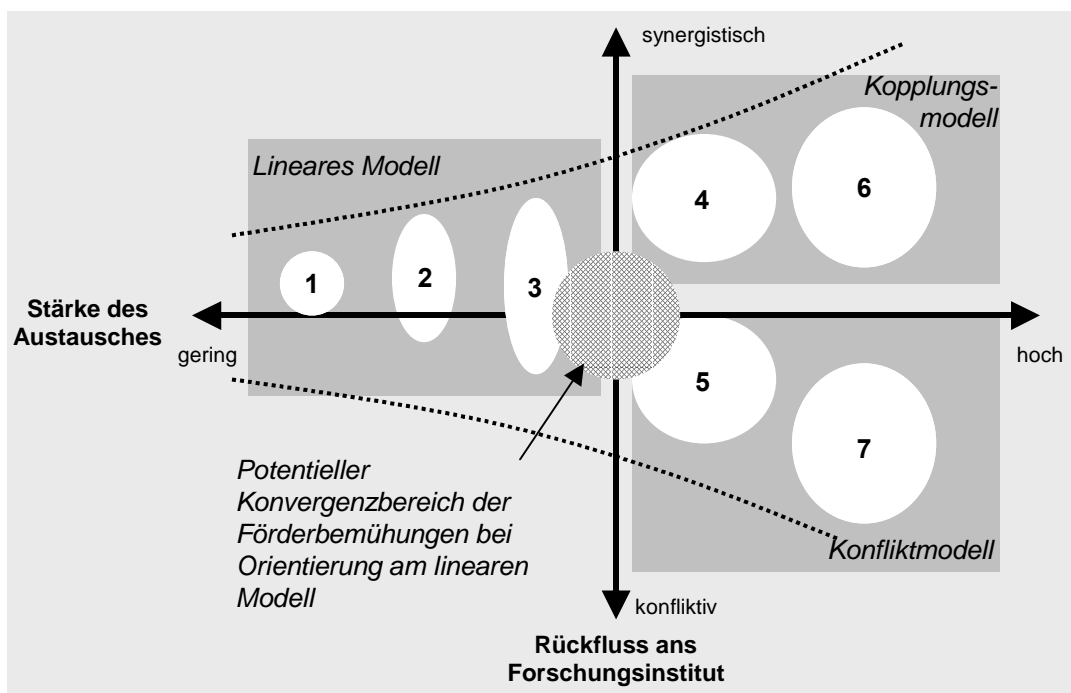 synergistisch
Kopplungs-
modell
Lineares Modell
4
6
1
2
3
Stärke des
Austausches
gering
hoch
5
7
Potentieller
Konvergenzbereich der
Förderbemühungen bei
Orientierung am linearen
Modell
Konfliktmodell
konfliktiv
Rückfluss ans
Forschungsinstitut